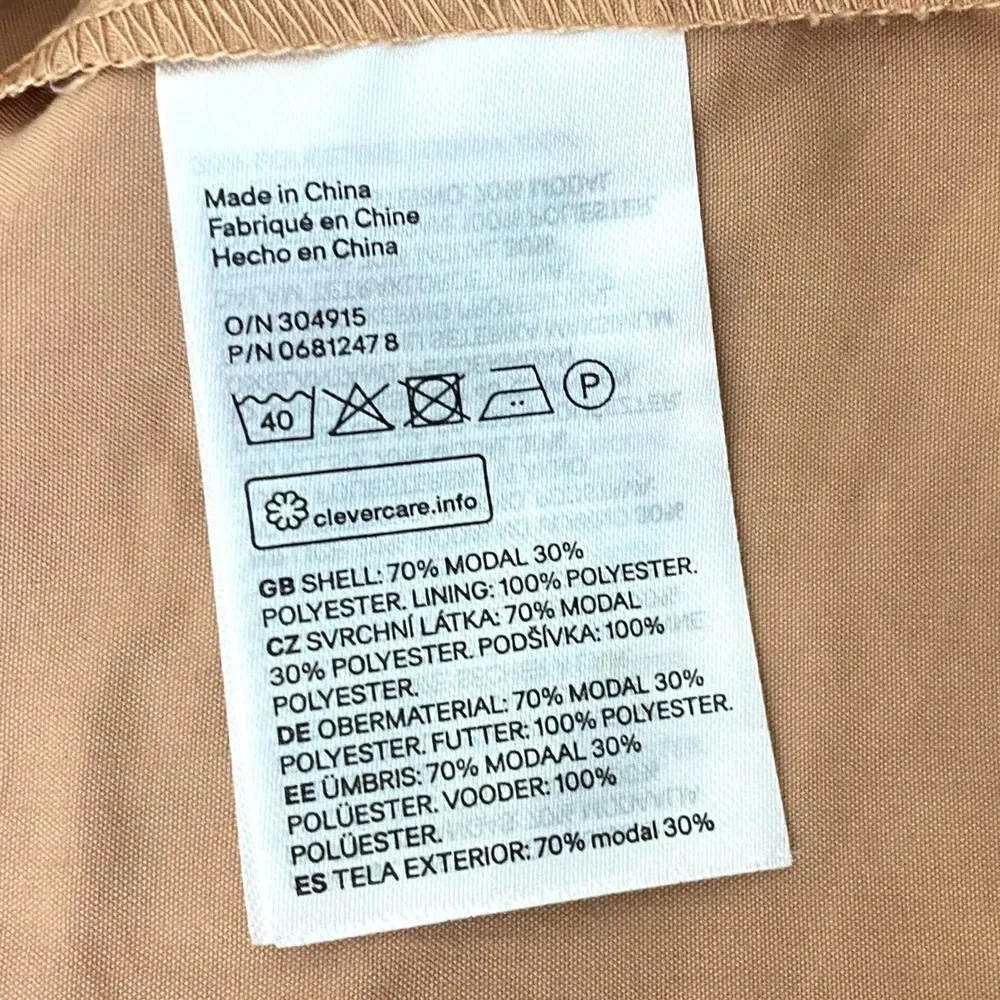 Made in China
Fabriqué en Chine
Hecho en China
O/N 304915
P/N 06812478
40
P
clevercare.info
GB SHELL: 70% MODAL 30%
POLYESTER. LINING: 100% POLYESTER.
CZ SVRCHNÍ LÁTKA: 70% MODAL
30% POLYESTER. PODŠÍVKA: 100%
POLYESTER.
DE OBERMATERIAL: 70% MODAL 30%
POLYESTER. FUTTER: 100% POLYESTER.
EE ÜMBRIS: 70% MODAAL 30%
POLÜESTER. VOODER: 100%
POLÜESTER.
ES TELA EXTERIOR: 70% modal 30%